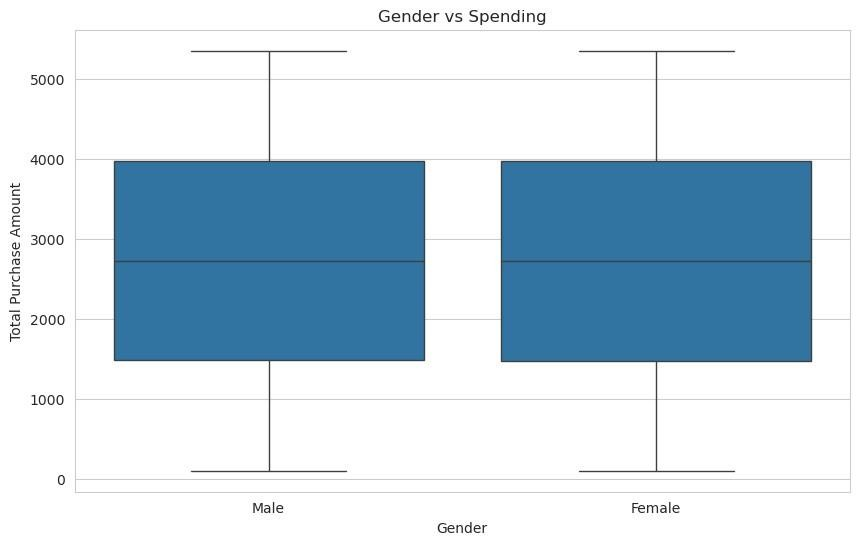 Gender vs Spending
Total Purchase Amount
5000
4000
3000
2000
1000
0
Male Female
Gender